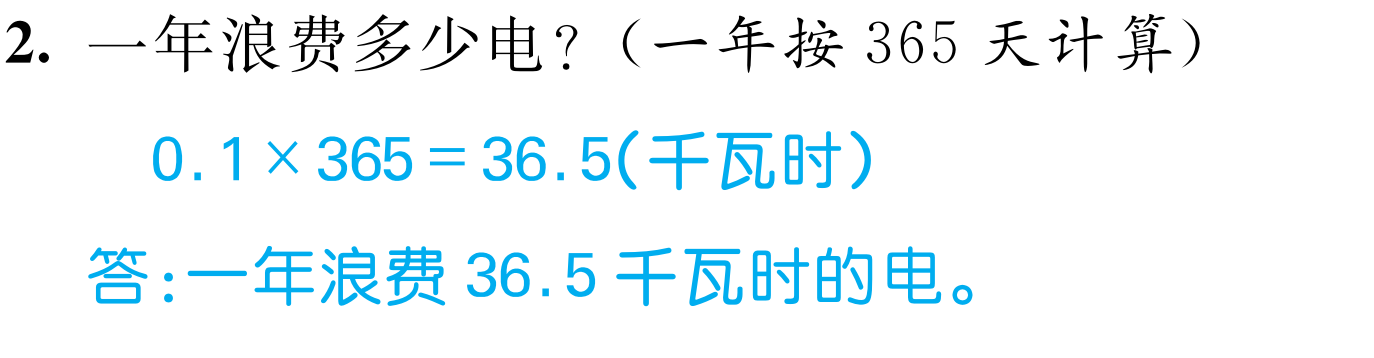 2. 一年浪费多少电？（一年按 365 天计算）
0.1×365=36.5(千瓦时)
答:一年浪费 36.5 千瓦时的电。